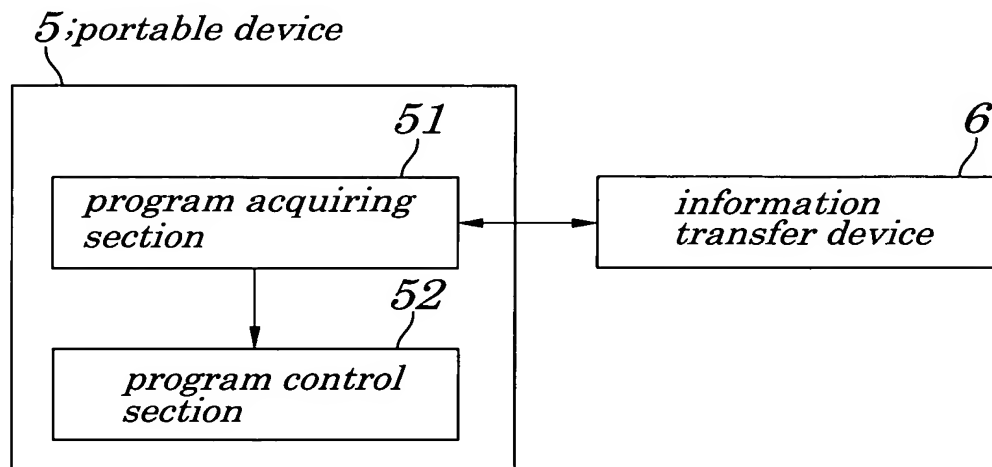 5;portable device
51
program acquiring
section
6
information
transfer device
52
program control
section